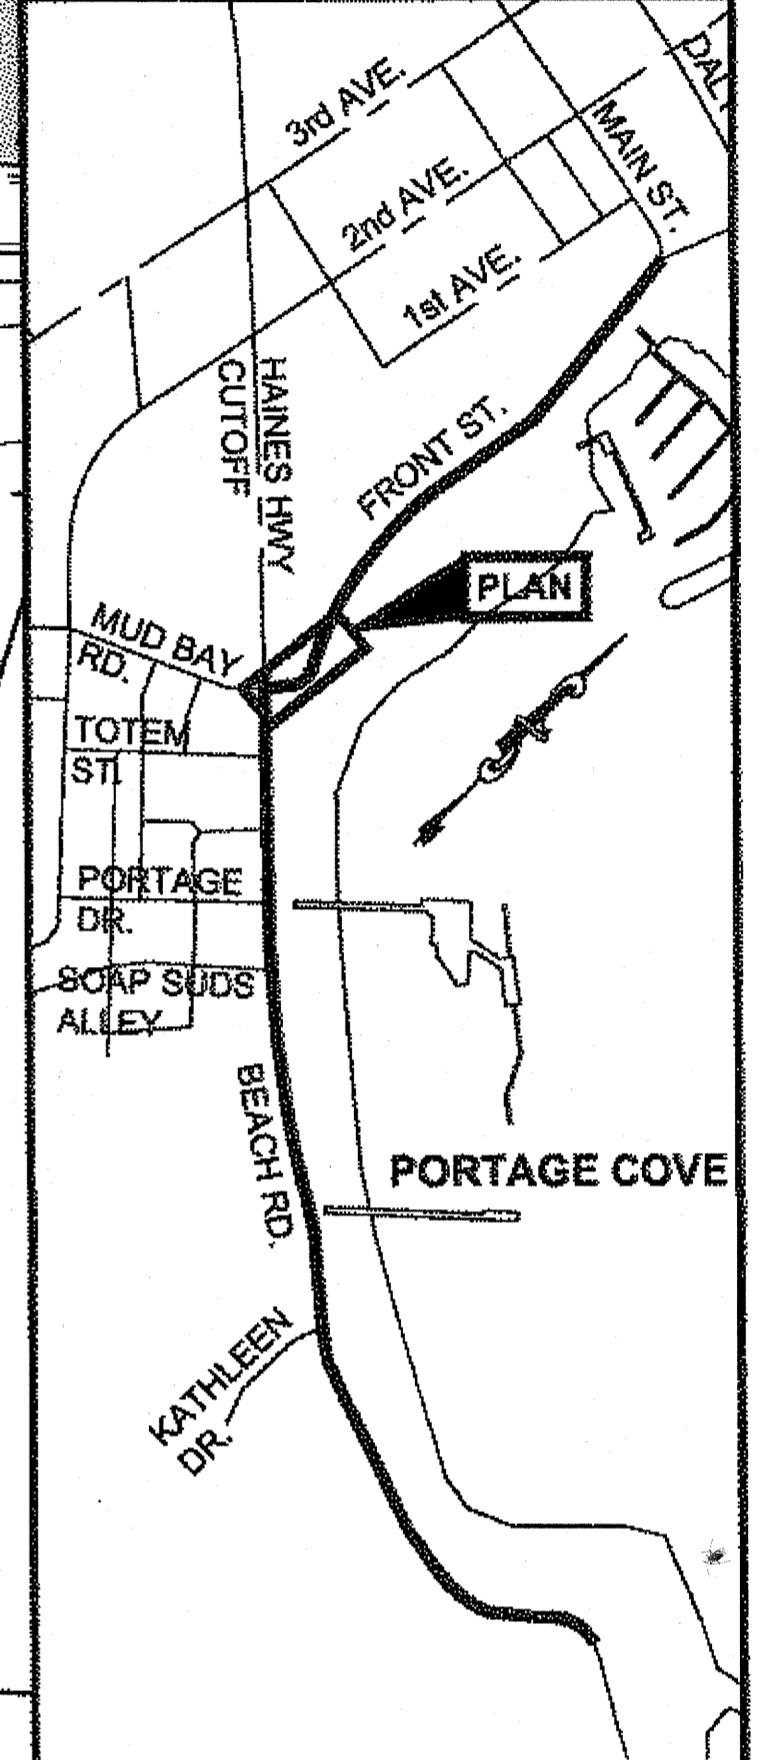 3rd AVE.
MAIN ST.
2nd AVE.
1st AVE.
HAINES HWY
CUTOFF
FRONT ST.
PLAN
MUD BAY
RD.
TOTEM
ST.
PORTAGE
DR.
SOAP SUDS
ALLEY
BEACH RD.
PORTAGE COVE
KATHLEEN
DR.